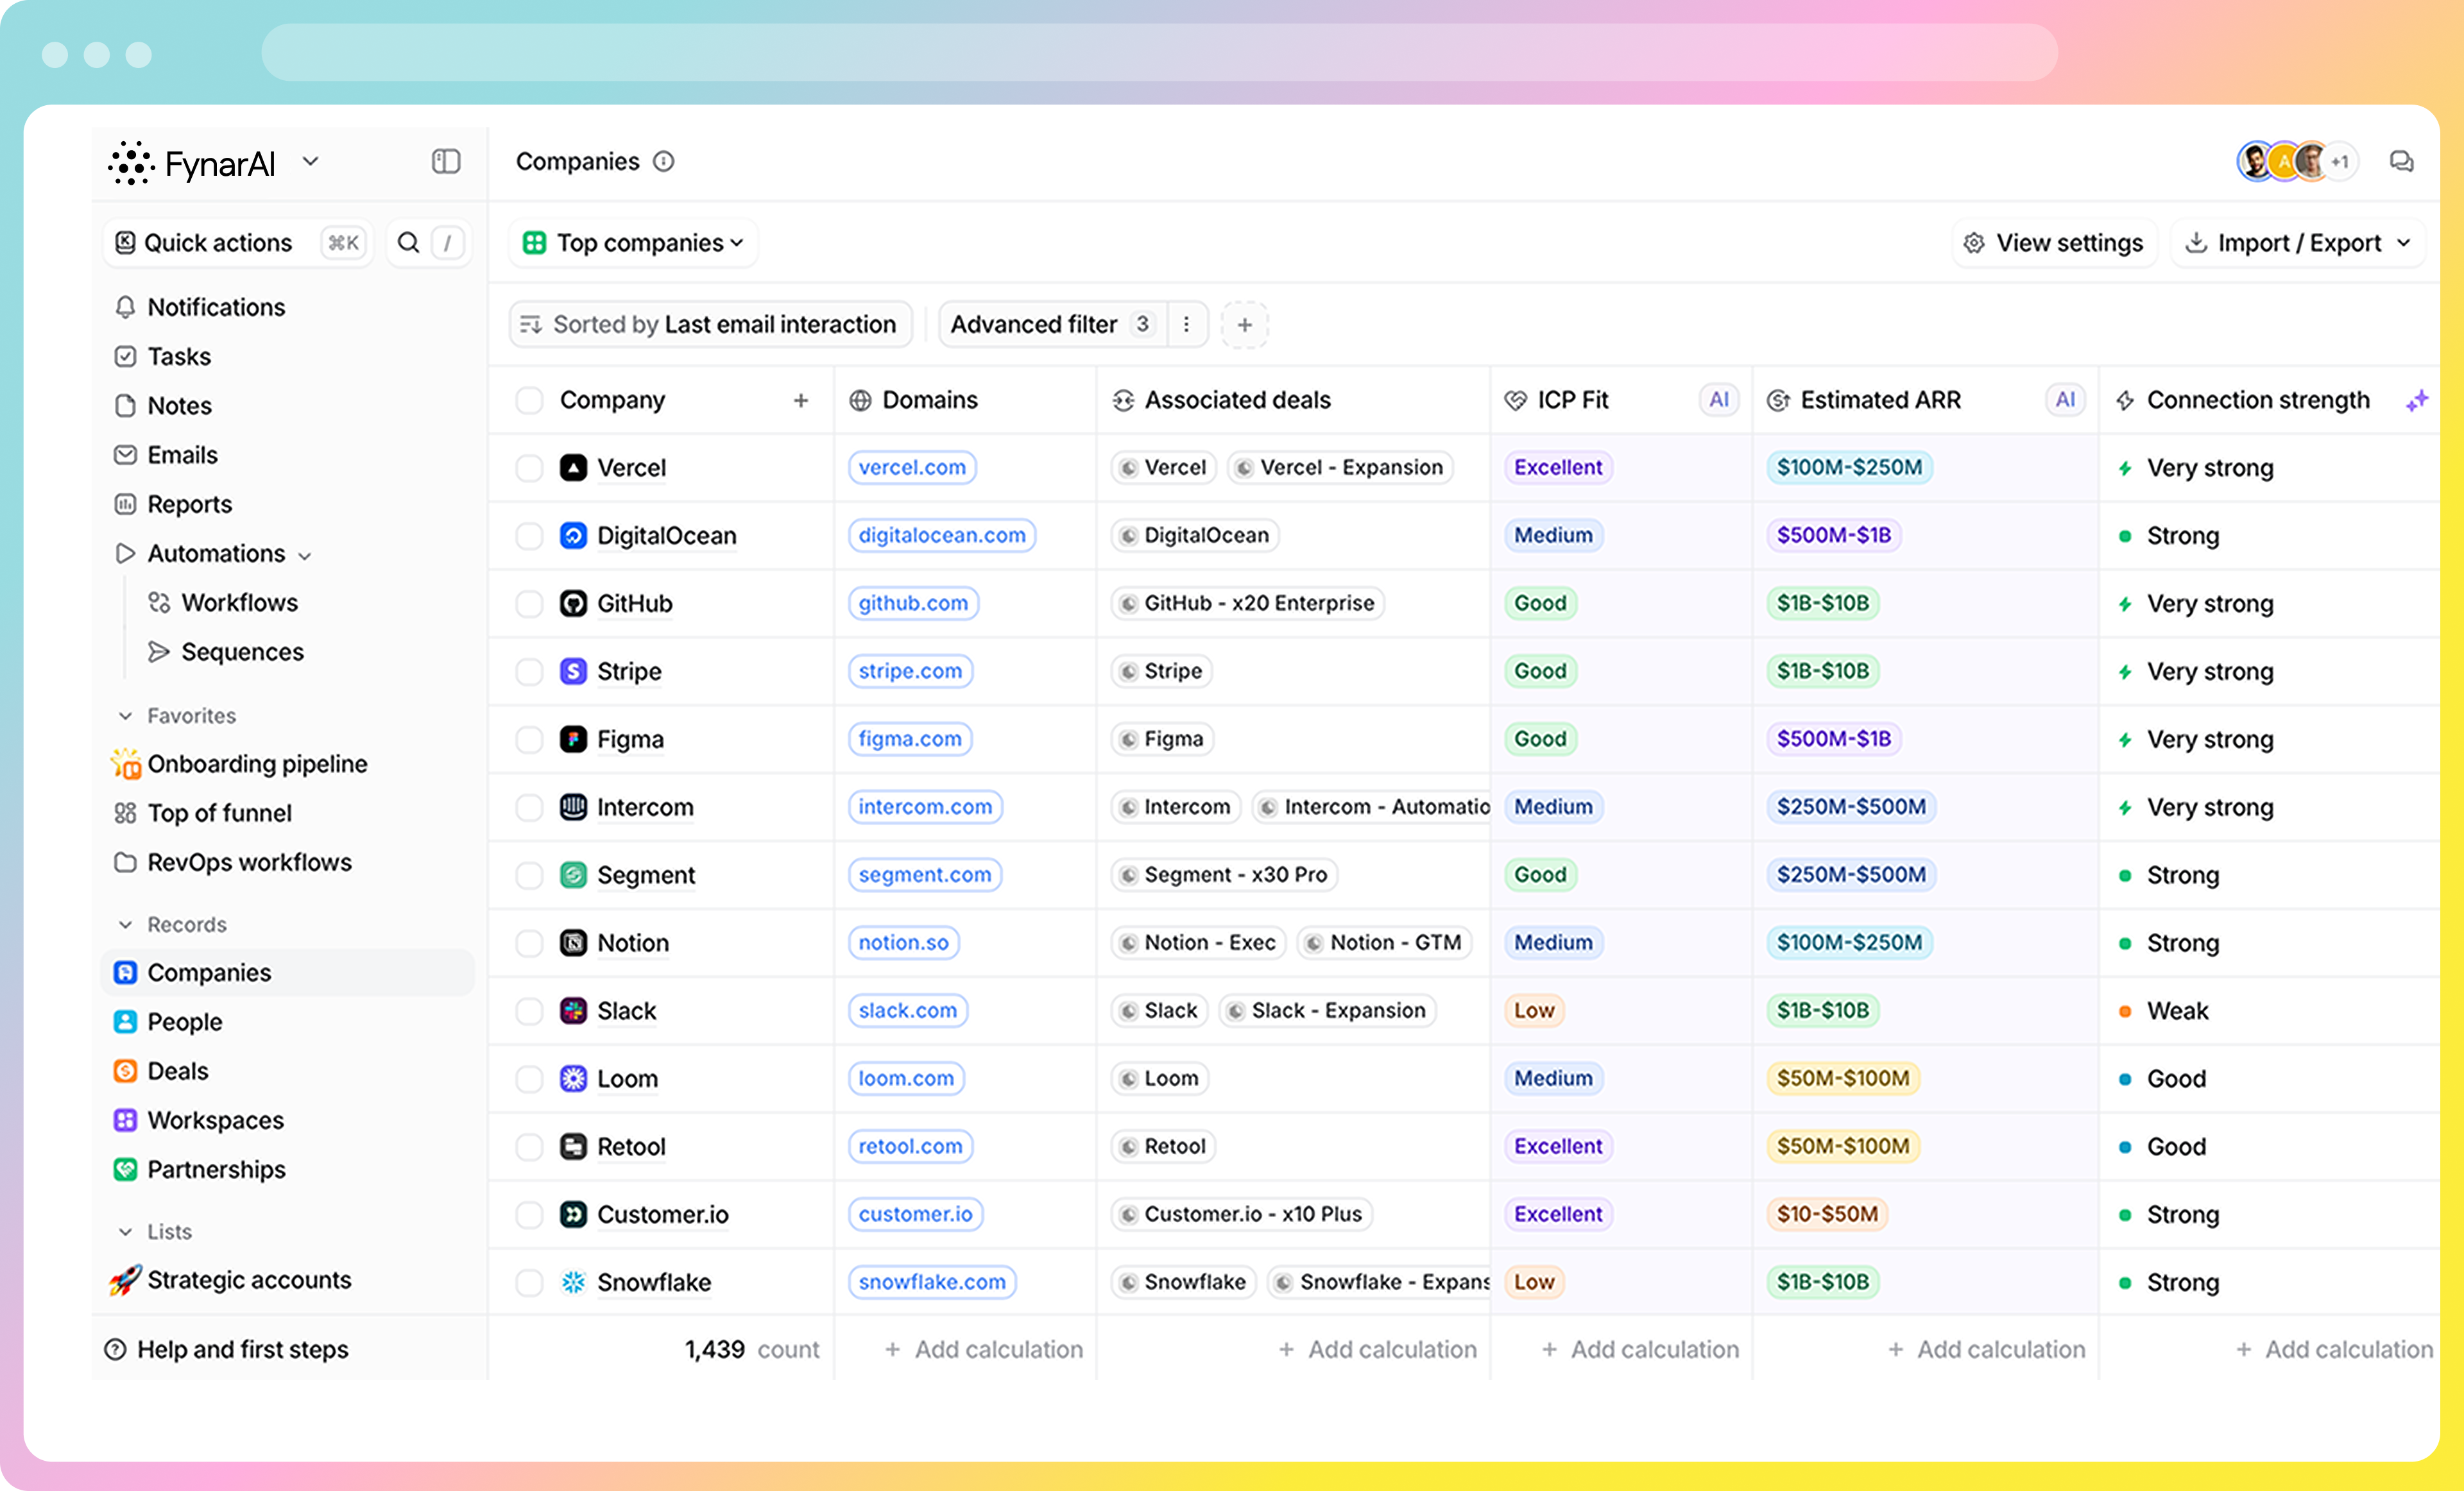 FynarAI
Companies
+1
Quick actions ⌘K /
Top companies
View settings
Import / Export
Notifications
Tasks
Notes
Emails
Reports
Automations
Workflows
Sequences
Favorites
Onboarding pipeline
Top of funnel
RevOps workflows
Records
Companies
People
Deals
Workspaces
Partnerships
Lists
Strategic accounts
Help and first steps
Sorted by Last email interaction
Advanced filter 3
+
Company + Domains Associated deals ICP Fit AI Estimated ARR AI Connection strength
Vercel vercel.com Vercel Vercel - Expansion Excellent $100M-$250M Very strong
DigitalOcean digitalocean.com DigitalOcean Medium $500M-$1B Strong
GitHub github.com GitHub - x20 Enterprise Good $1B-$10B Very strong
Stripe stripe.com Stripe Good $1B-$10B Very strong
Figma figma.com Figma Good $500M-$1B Very strong
Intercom intercom.com Intercom Intercom - Automatio Medium $250M-$500M Very strong
Segment segment.com Segment - x30 Pro Good $250M-$500M Strong
Notion notion.so Notion - Exec Notion - GTM Medium $100M-$250M Strong
Slack slack.com Slack Slack - Expansion Low $1B-$10B Weak
Loom loom.com Loom Medium $50M-$100M Good
Retool retool.com Retool Excellent $50M-$100M Good
Customer.io customer.io Customer.io - x10 Plus Excellent $10-$50M Strong
Snowflake snowflake.com Snowflake Snowflake - Expans Low $1B-$10B Strong
1,439 count + Add calculation + Add calculation + Add calculation + Add calculation + Add calculation